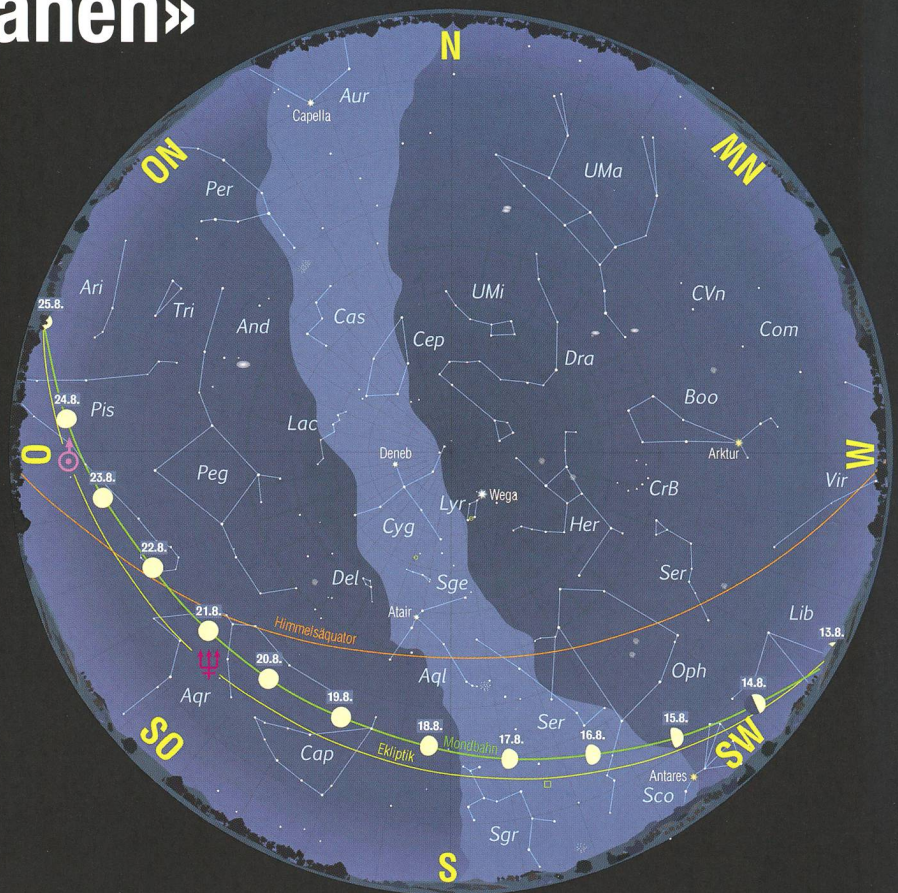 anen»
N
Aur
Capella
NO
NW
UMa
Per
Ari
Tri
And
Cas
UMi
CVn
25.8.
Cep
Com
Dra
24.8.
Pis
Boo
Lac
O
Deneb
Arktur
W
Peg
23.8.
Lyr
Wega
CrB
Vir
Cyg
Her
22.8.
Del
Sge
Ser
21.8.
Atair
Himmelsäquator
Lib
13.8.
20.8.
Aql
Oph
Aqr
14.8.
19.8.
SO
18.8.
Mondbahn
17.8.
Ser
16.8.
15.8.
SW
Cap
Ekliptik
Antares
Sco
Sgr
S